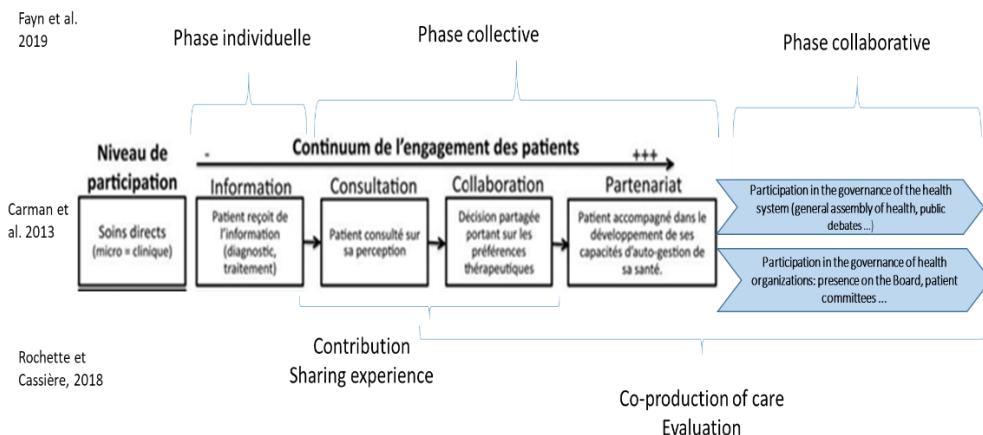 Fayn et al.
2019
Phase individuelle
Phase collective
Phase collaborative
Niveau de
participation
-
Continuum de l'engagement des patients
+++
Information
Consultation
Collaboration
Partenariat
Carman et
al. 2013
Soins directs
(micro = clinique)
Patient reçoit de
l'information
(diagnostic,
traitement)
Patient consulté sur
sa perception
Décision partagée
portant sur les
préférences
thérapeutiques
Patient accompagné dans le
développement de ses
capacités d'auto-gestion de
sa santé.
Participation in the governance of the health
system (general assembly of health, public
debates ...)
Participation in the governance of health
organizations: presence on the Board, patient
committees ...
Rochette et
Cassière, 2018
Contribution
Sharing experience
Co-production of care
Evaluation